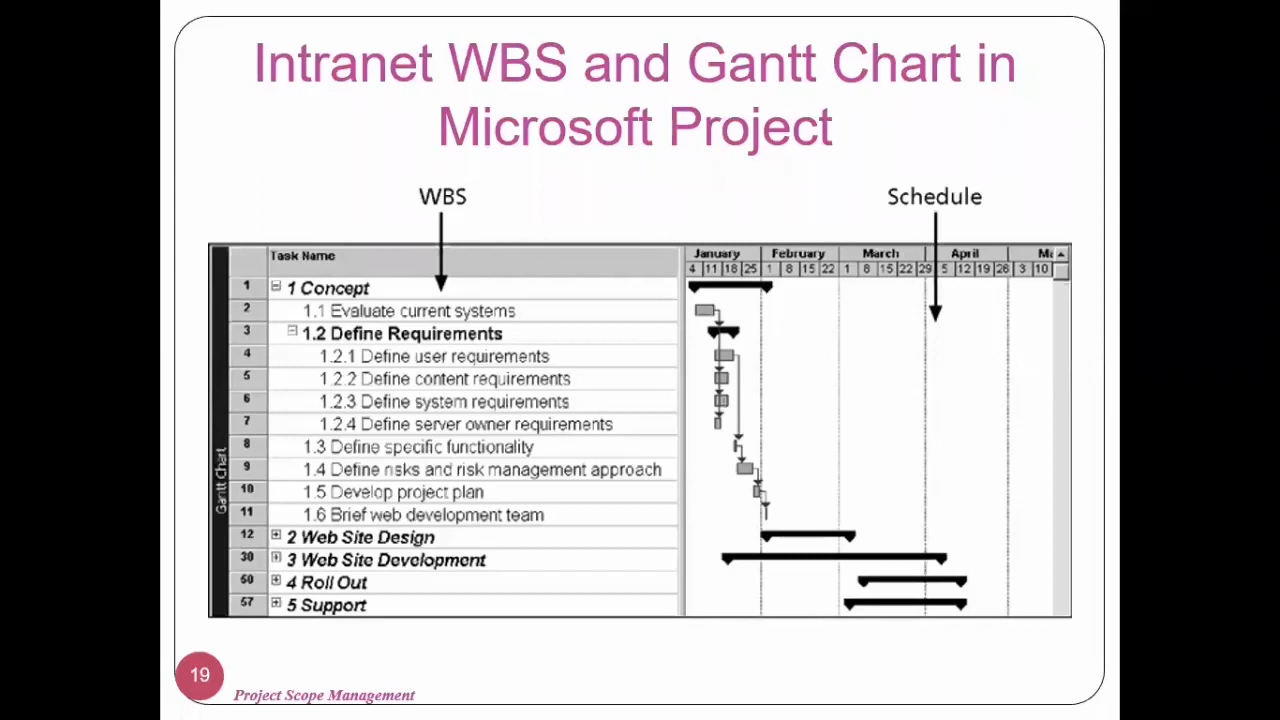 Intranet WBS and Gantt Chart in
Microsoft Project
WBS
Schedule
Task Name
January February March April
4 11 18 25 1 8 15 22 1 8 15 22 29 5 12 19 26 3 10
Gantt Chart
1 1 Concept
2 1.1 Evaluate current systems
3 1.2 Define Requirements
4 1.2.1 Define user requirements
5 1.2.2 Define content requirements
6 1.2.3 Define system requirements
7 1.2.4 Define server owner requirements
8 1.3 Define specific functionality
9 1.4 Define risks and risk management approach
10 1.5 Develop project plan
11 1.6 Brief web development team
12 2 Web Site Design
30 3 Web Site Development
50 4 Roll Out
57 5 Support
19
Project Scope Management